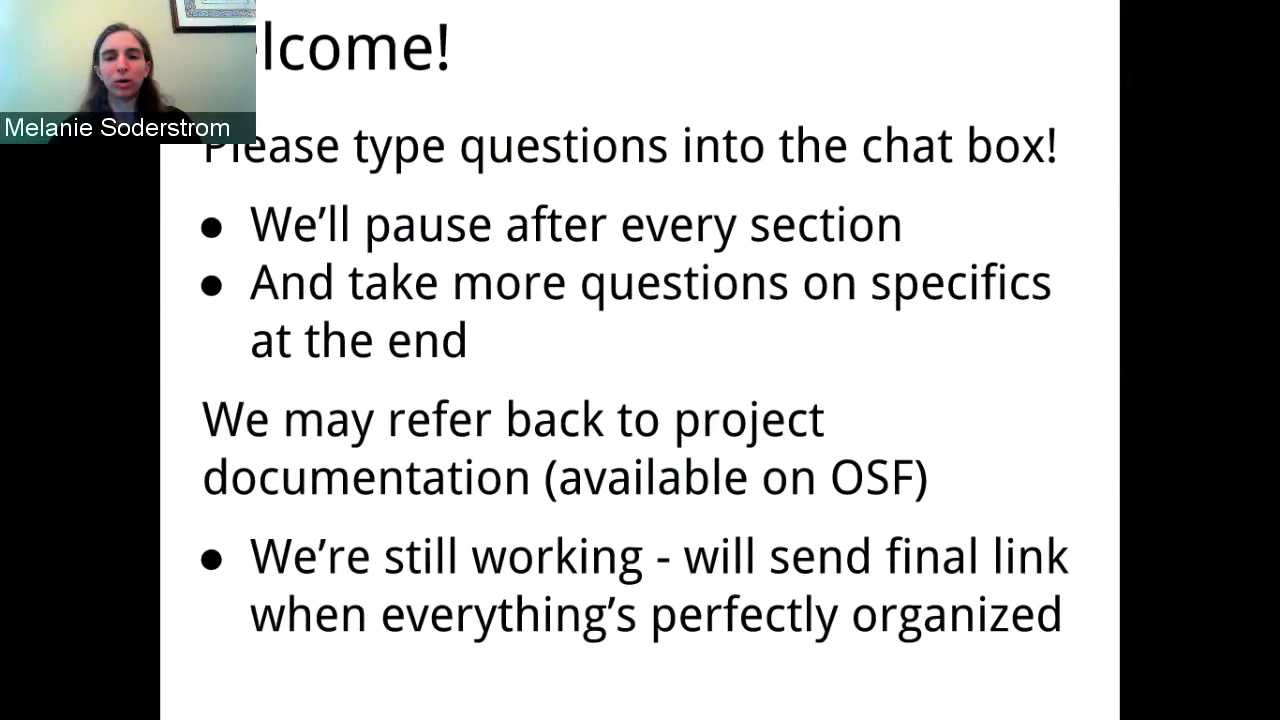 elcome!
Melanie Soderstrom
Please type questions into the chat box!
● We’ll pause after every section
● And take more questions on specifics
at the end
We may refer back to project
documentation (available on OSF)
● We’re still working - will send final link
when everything’s perfectly organized